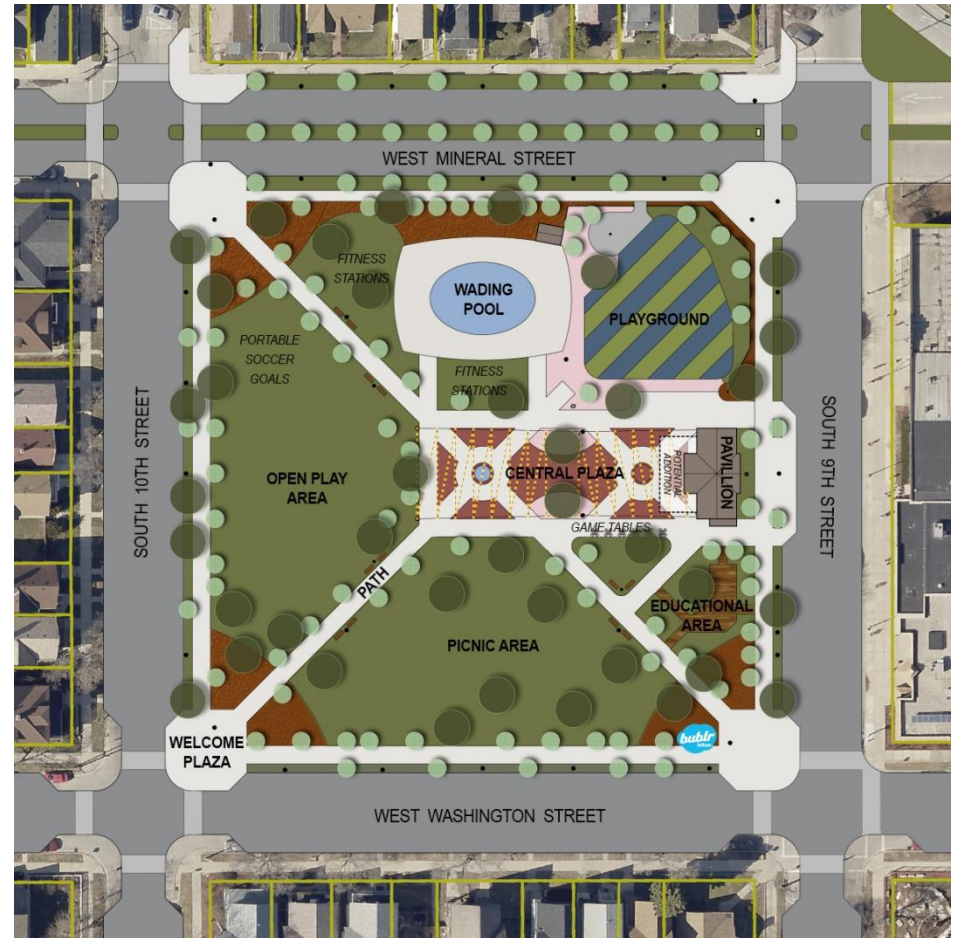 WEST MINERAL STREET
FITNESS
STATIONS
WADING
POOL
PLAYGROUND
PORTABLE
SOCCER
GOALS
FITNESS
STATIONS
SOUTH 10TH STREET
SOUTH 9TH STREET
OPEN PLAY
AREA
CENTRAL PLAZA
POTENTIAL
ADDITION
PAVILLION
GAME TABLES
PATH
EDUCATIONAL
AREA
PICNIC AREA
WELCOME
PLAZA
bublr
WEST WASHINGTON STREET